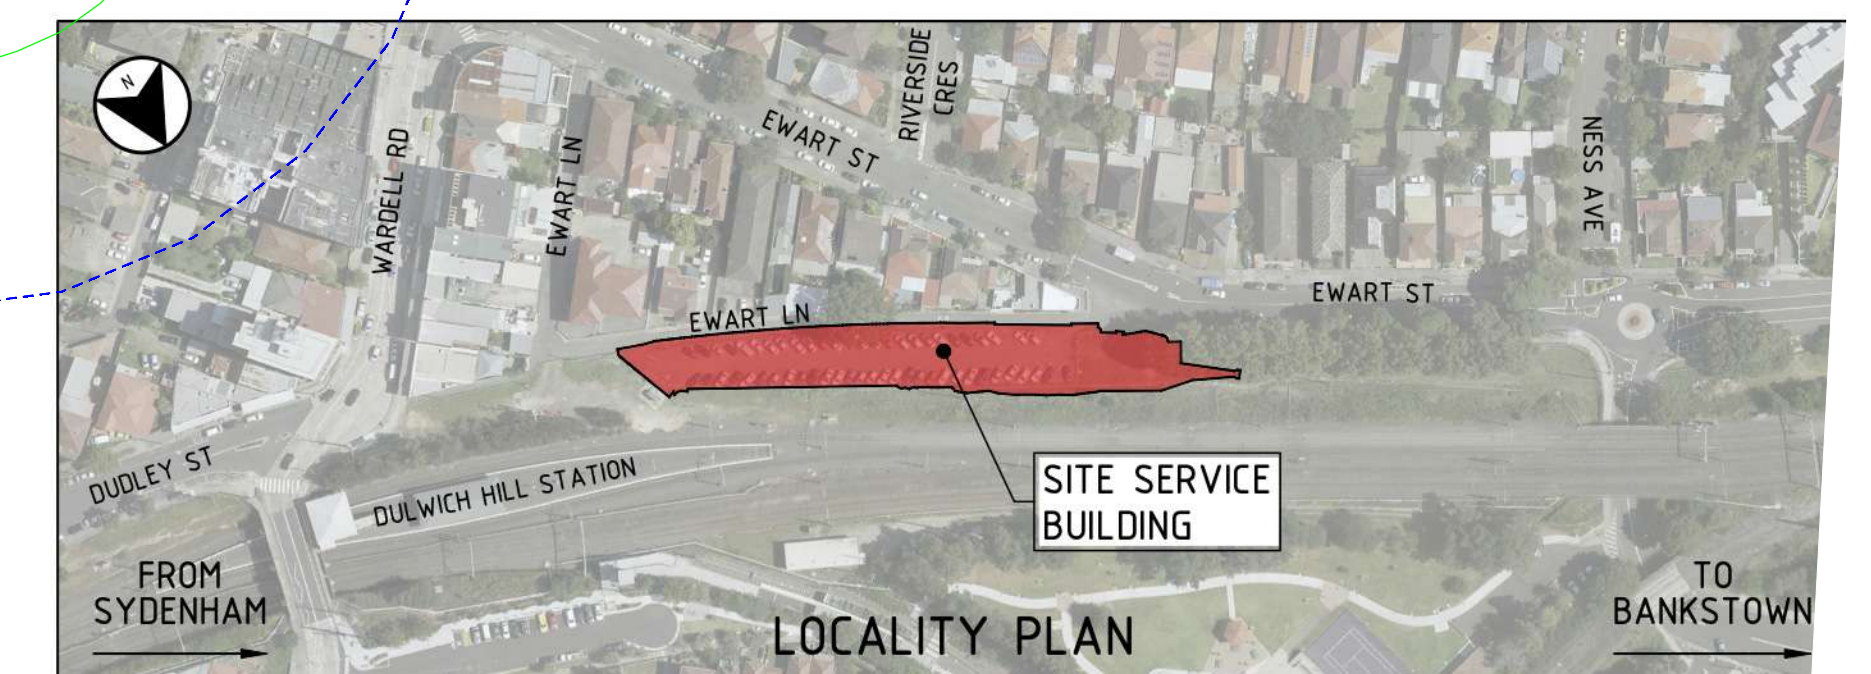 N
RIVERSIDE
CRES
EWART ST
WARDELL RD
EWART LN
NESS AVE
EWART ST
EWART LN
DUDLEY ST
DULWICH HILL STATION
SITE SERVICE
BUILDING
FROM
SYDENHAM
LOCALITY PLAN
TO
BANKSTOWN